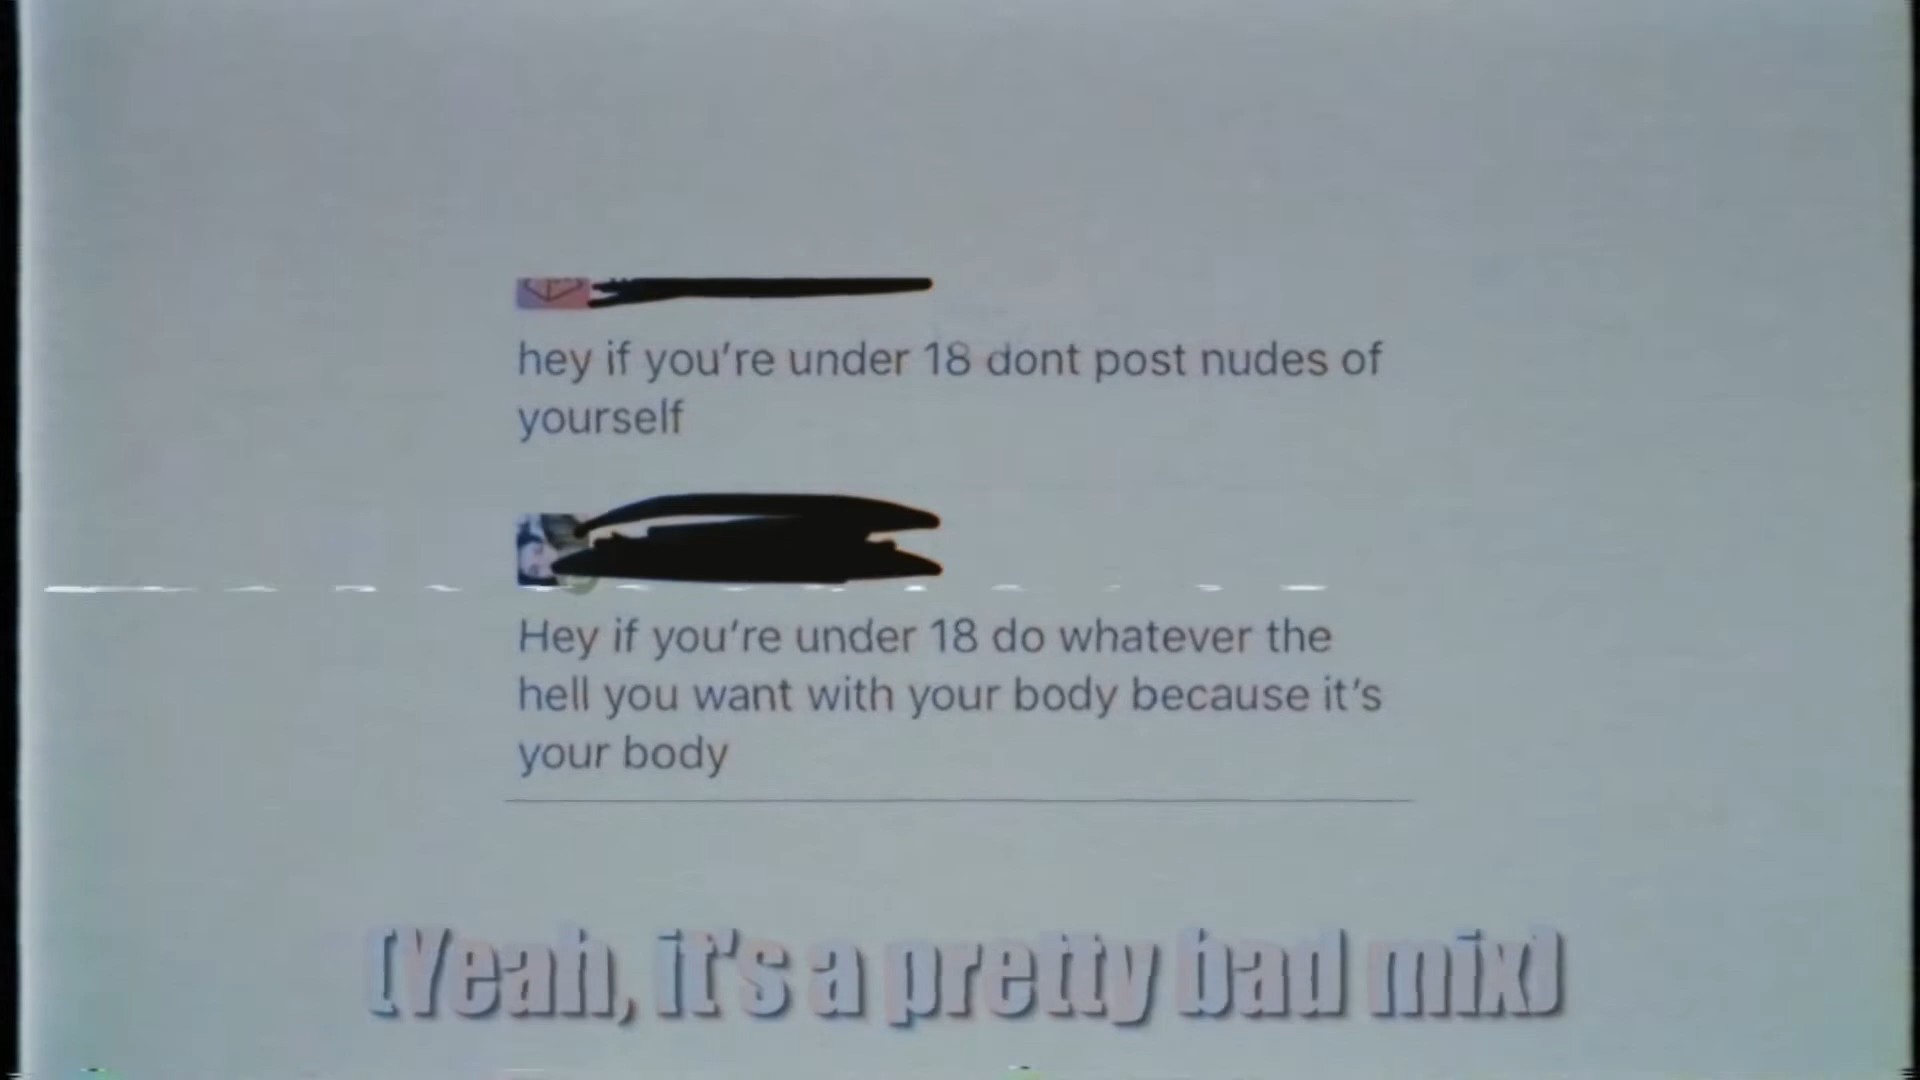 hey if you're under 18 dont post nudes of
yourself
Hey if you're under 18 do whatever the
hell you want with your body because it's
your body
(Yeah, it's a pretty bad mix)